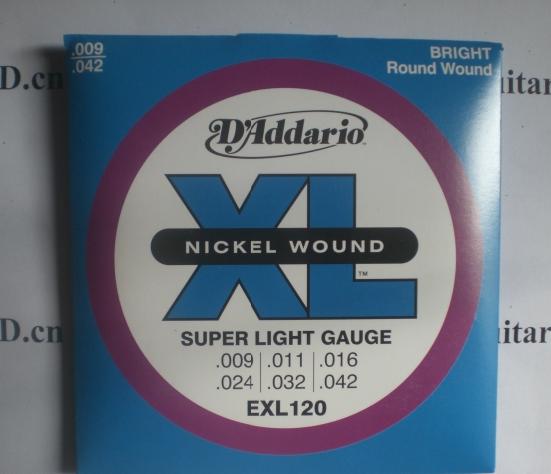 .009
.042
BRIGHT
Round Wound
D'Addario
XL
NICKEL WOUND
TM
SUPER LIGHT GAUGE
.009 .011 .016
.024 .032 .042
EXL120
D.cn
uitar
D.cn
itar